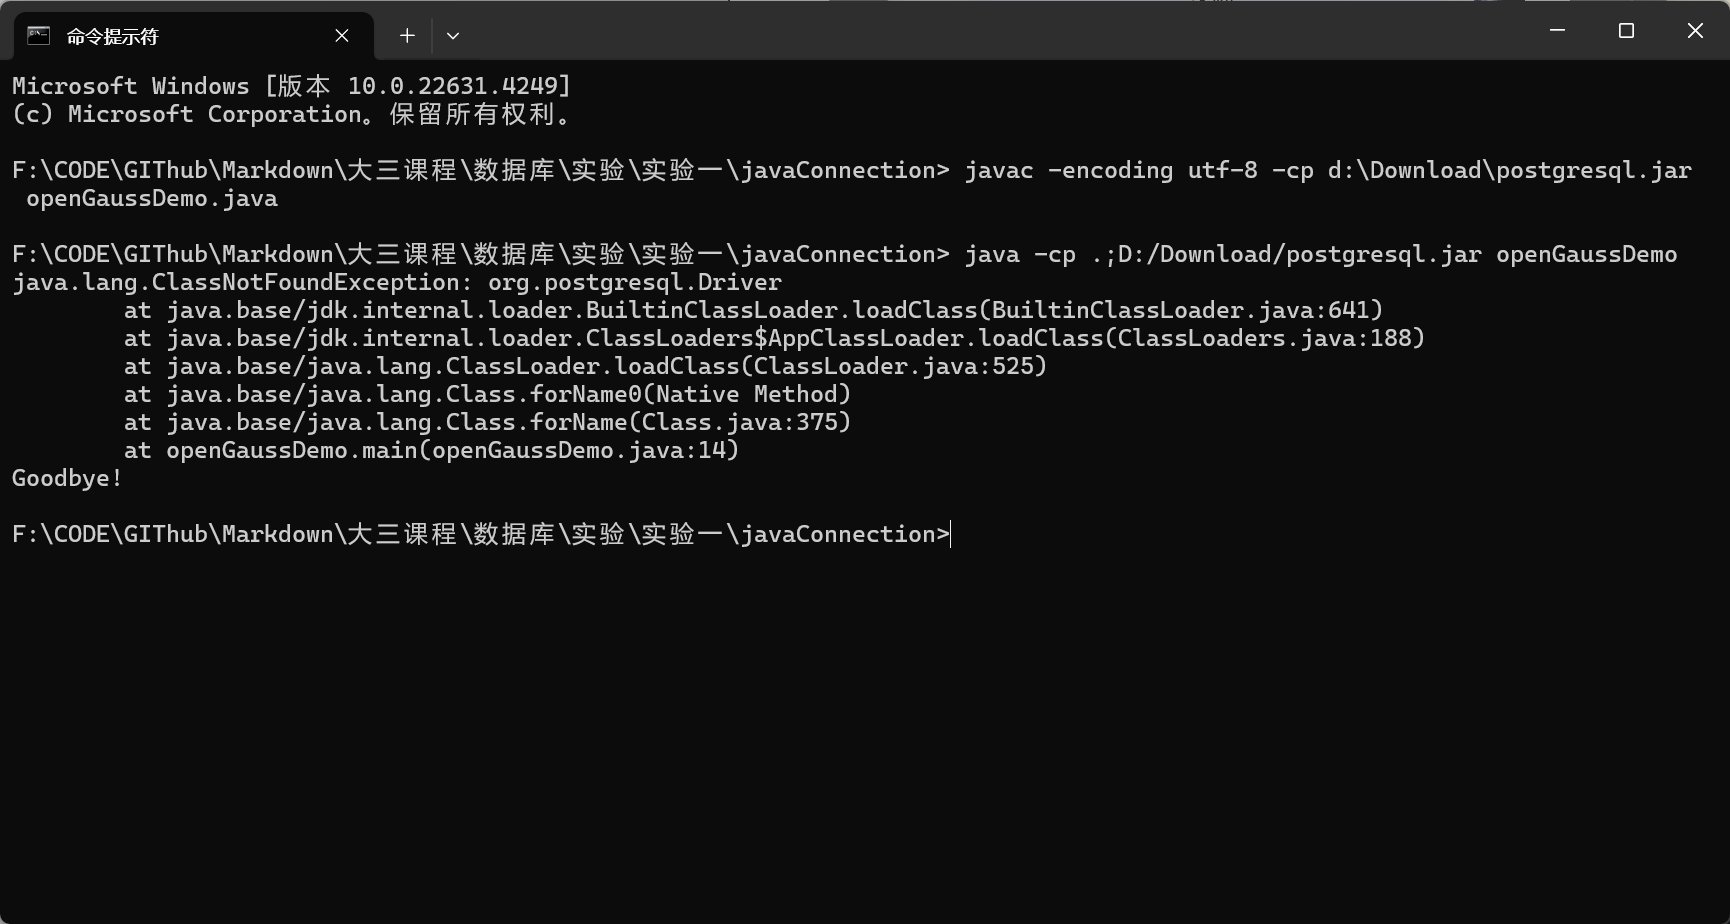 命令提示符
Microsoft Windows [版本 10.0.22631.4249]
(c) Microsoft Corporation。保留所有权利。
F:\CODE\GIThub\Markdown\大三课程\数据库\实验\实验一\javaConnection> javac -encoding utf-8 -cp d:\Download\postgresql.jar
openGaussDemo.java
F:\CODE\GIThub\Markdown\大三课程\数据库\实验\实验一\javaConnection> java -cp .;D:/Download/postgresql.jar openGaussDemo
java.lang.ClassNotFoundException: org.postgresql.Driver
at java.base/jdk.internal.loader.BuiltinClassLoader.loadClass(BuiltinClassLoader.java:641)
at java.base/jdk.internal.loader.ClassLoaders$AppClassLoader.loadClass(ClassLoaders.java:188)
at java.base/java.lang.ClassLoader.loadClass(ClassLoader.java:525)
at java.base/java.lang.Class.forName0(Native Method)
at java.base/java.lang.Class.forName(Class.java:375)
at openGaussDemo.main(openGaussDemo.java:14)
Goodbye!
F:\CODE\GIThub\Markdown\大三课程\数据库\实验\实验一\javaConnection>